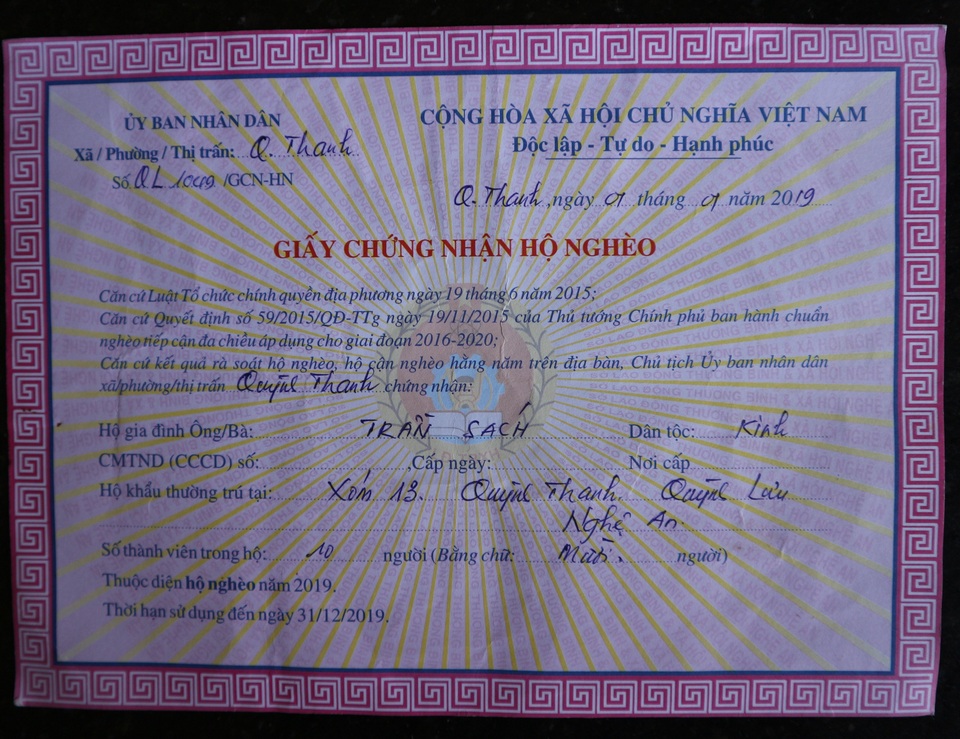 ỦY BAN NHÂN DÂN
Xã / Phường / Thị trấn: Q. Thanh
Số QL 1049 /GCN-HN
CỘNG HÒA XÃ HỘI CHỦ NGHĨA VIỆT NAM
Độc lập - Tự do - Hạnh phúc
Q. Thanh, ngày 01 tháng 01 năm 2019
GIẤY CHỨNG NHẬN HỘ NGHÈO
Căn cứ Luật Tổ chức chính quyền địa phương ngày 19 tháng 6 năm 2015;
Căn cứ Quyết định số 59/2015/QĐ-TTg ngày 19/11/2015 của Thủ tướng Chính phủ ban hành chuẩn
nghèo tiếp cận đa chiều áp dụng cho giai đoạn 2016-2020;
Căn cứ kết quả rà soát hộ nghèo, hộ cận nghèo hằng năm trên địa bàn, Chủ tịch Ủy ban nhân dân
xã/phường/thị trấn Quỳnh Thanh chứng nhận:
Hộ gia đình Ông/Bà: TRẦN SÁCH Dân tộc: Kinh
CMTND (CCCD) số: ,Cấp ngày: Nơi cấp
Hộ khẩu thường trú tại: Xóm 13. Quỳnh Thanh. Quỳnh Lưu
Nghệ An
Số thành viên trong hộ: 10 người (Bằng chữ: Mười. người)
Thuộc diện hộ nghèo năm 2019.
Thời hạn sử dụng đến ngày 31/12/2019.